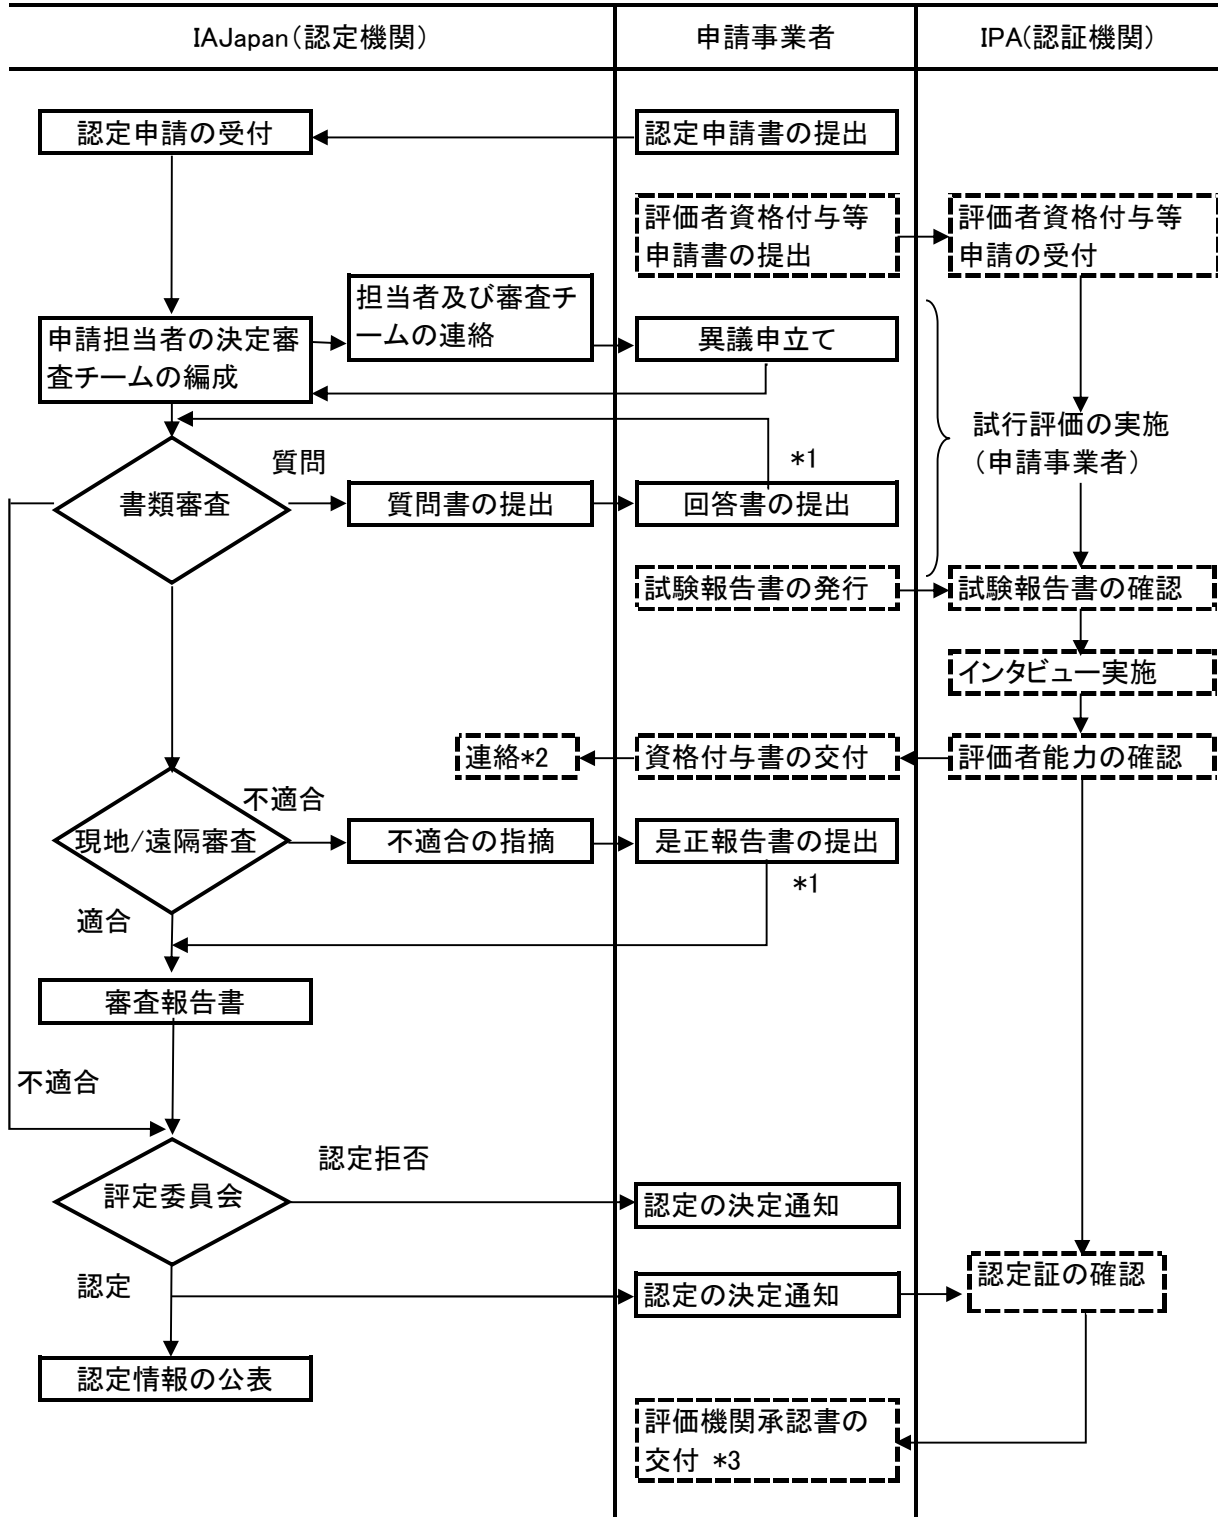 IAJapan(認定機関)
申請事業者
IPA(認証機関)
認定申請の受付
認定申請書の提出
評価者資格付与等
申請書の提出
評価者資格付与等
申請の受付
担当者及び審査チ
ームの連絡
申請担当者の決定審
査チームの編成
異議申立て
試行評価の実施
(申請事業者)
質問
*1
書類審査
質問書の提出
回答書の提出
試験報告書の発行
試験報告書の確認
インタビュー実施
連絡*2
資格付与書の交付
評価者能力の確認
不適合
現地/遠隔審査
不適合の指摘
是正報告書の提出
*1
適合
審査報告書
不適合
認定拒否
評定委員会
認定の決定通知
認定
認定の決定通知
認定証の確認
認定情報の公表
評価機関承認書の
交付 *3